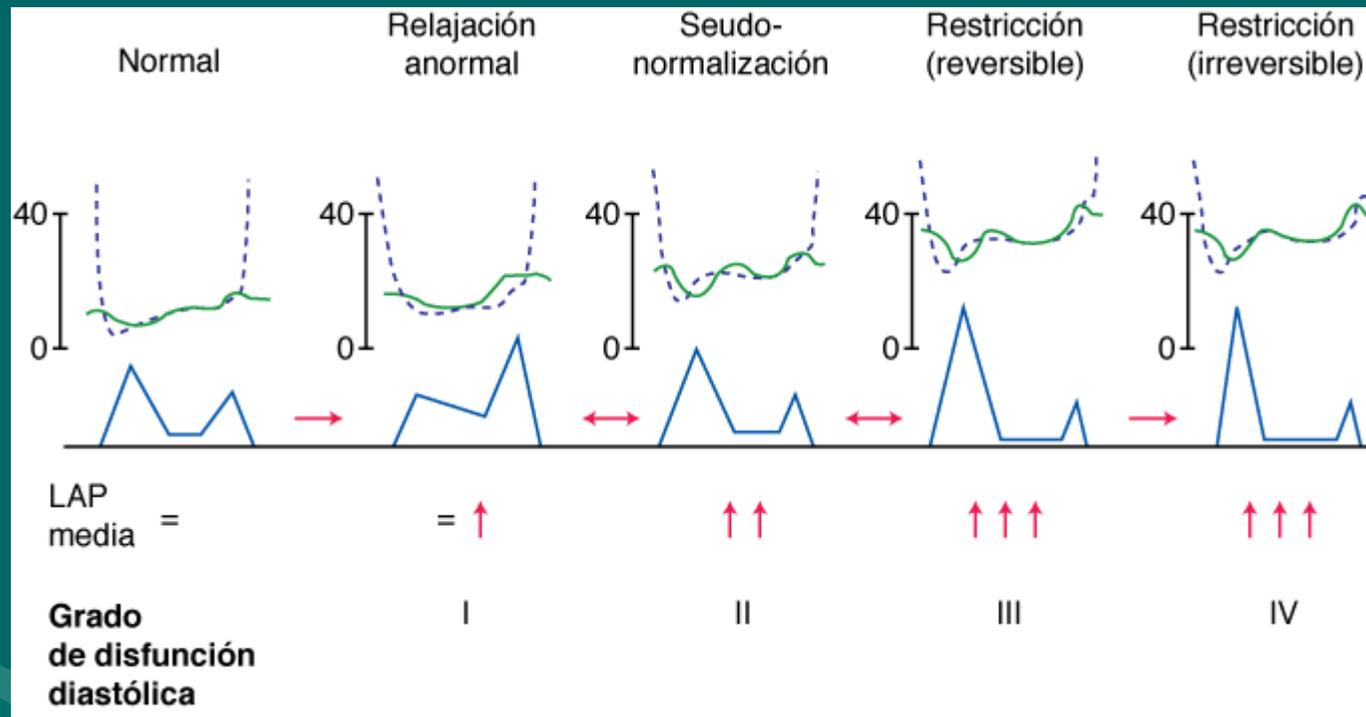 Normal
Relajación
anormal
Seudo-
normalización
Restricción
(reversible)
Restricción
(irreversible)
40
0
40
0
40
0
40
0
40
0
LAP
media
=
=
Grado
de disfunción
diastólica
I
II
III
IV